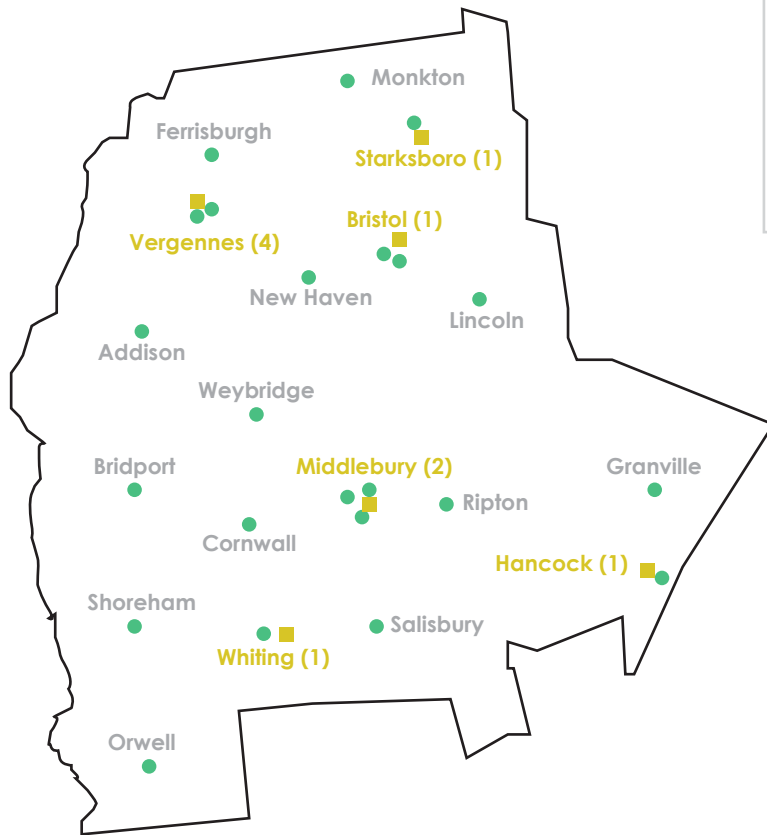 Monkton
Ferrisburgh
Starksboro (1)
Bristol (1)
Vergennes (4)
New Haven
Lincoln
Addison
Weybridge
Bridport
Middlebury (2)
Granville
Ripton
Cornwall
Hancock (1)
Shoreham
Salisbury
Whiting (1)
Orwell